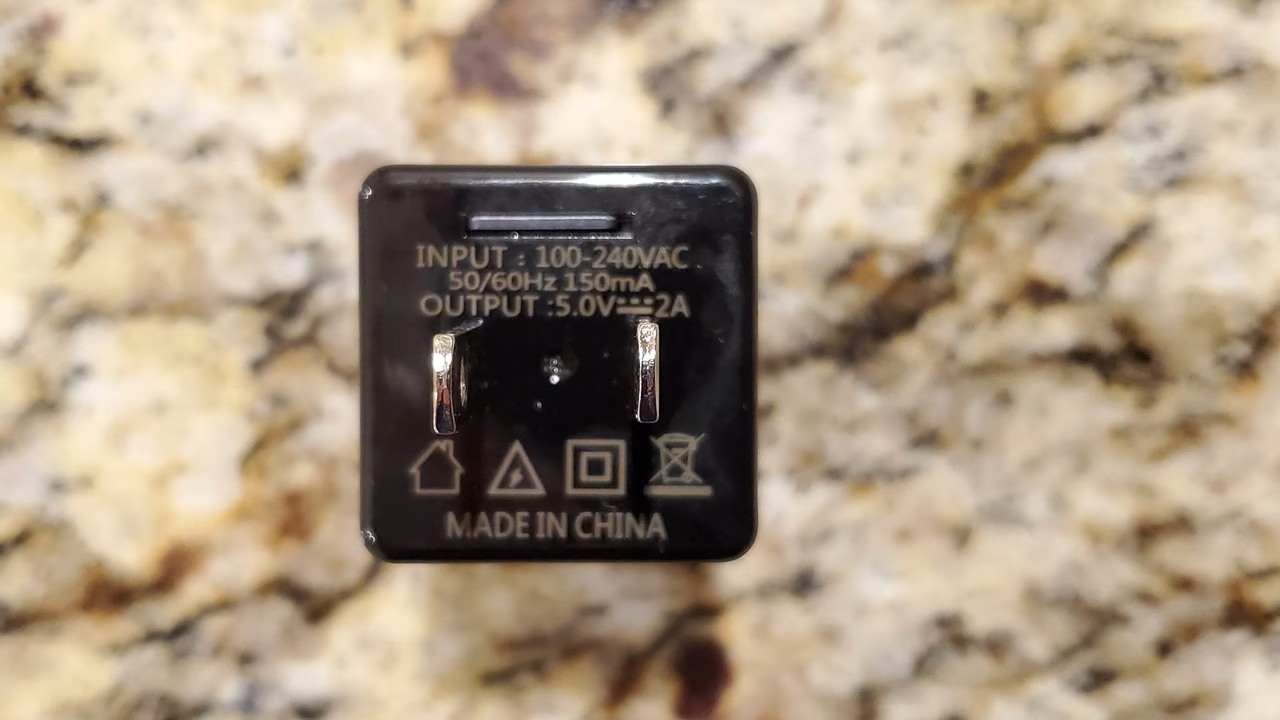 INPUT : 100-240VAC
50/60Hz 150mA
OUTPUT :5.0V⎓2A
MADE IN CHINA